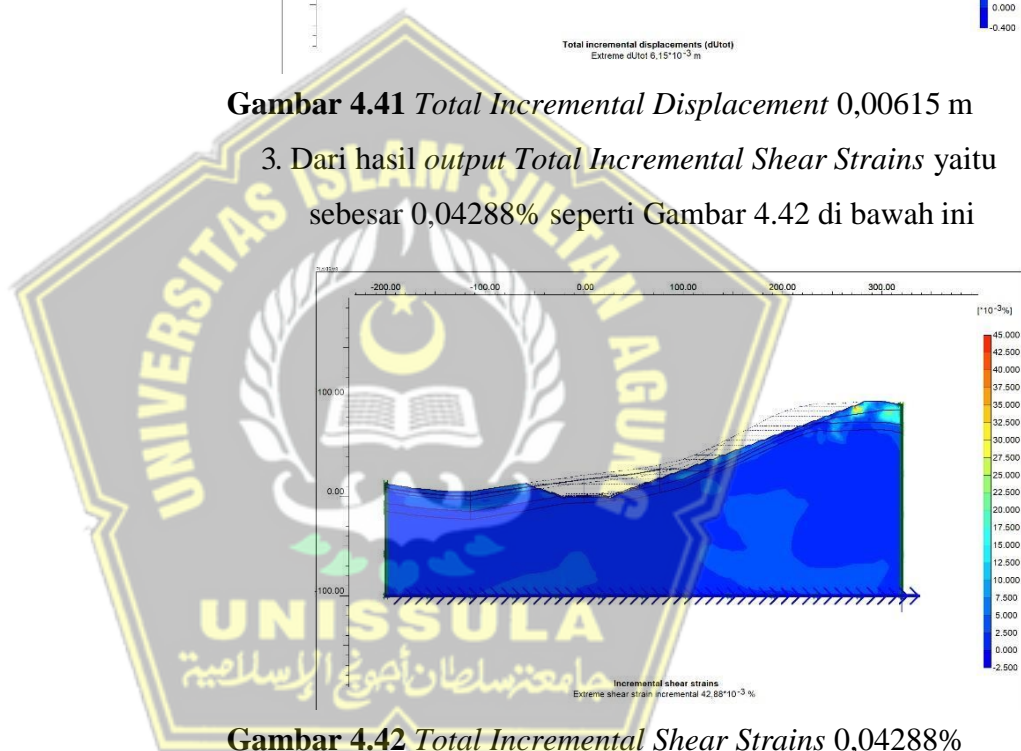 0.000
-0.400
Total incremental displacements (dUtot)
Extreme dUtot 6,15*10⁻³ m
Gambar 4.41 Total Incremental Displacement 0,00615 m
3. Dari hasil output Total Incremental Shear Strains yaitu
sebesar 0,04288% seperti Gambar 4.42 di bawah ini
-200.00 -100.00 0.00 100.00 200.00 300.00
[*10⁻³%]
45.000
42.500
40.000
37.500
35.000
32.500
30.000
27.500
25.000
22.500
20.000
17.500
15.000
12.500
10.000
7.500
5.000
2.500
0.000
-2.500
100.00
0.00
-100.00
UNIVERSITAS ISLAM SULTAN AGUNG
UNISSULA
جامعة سلطان أجونج الإسلامية
Incremental shear strains
Extreme shear strain incremental 42,88*10⁻³ %
Gambar 4.42 Total Incremental Shear Strains 0,04288%